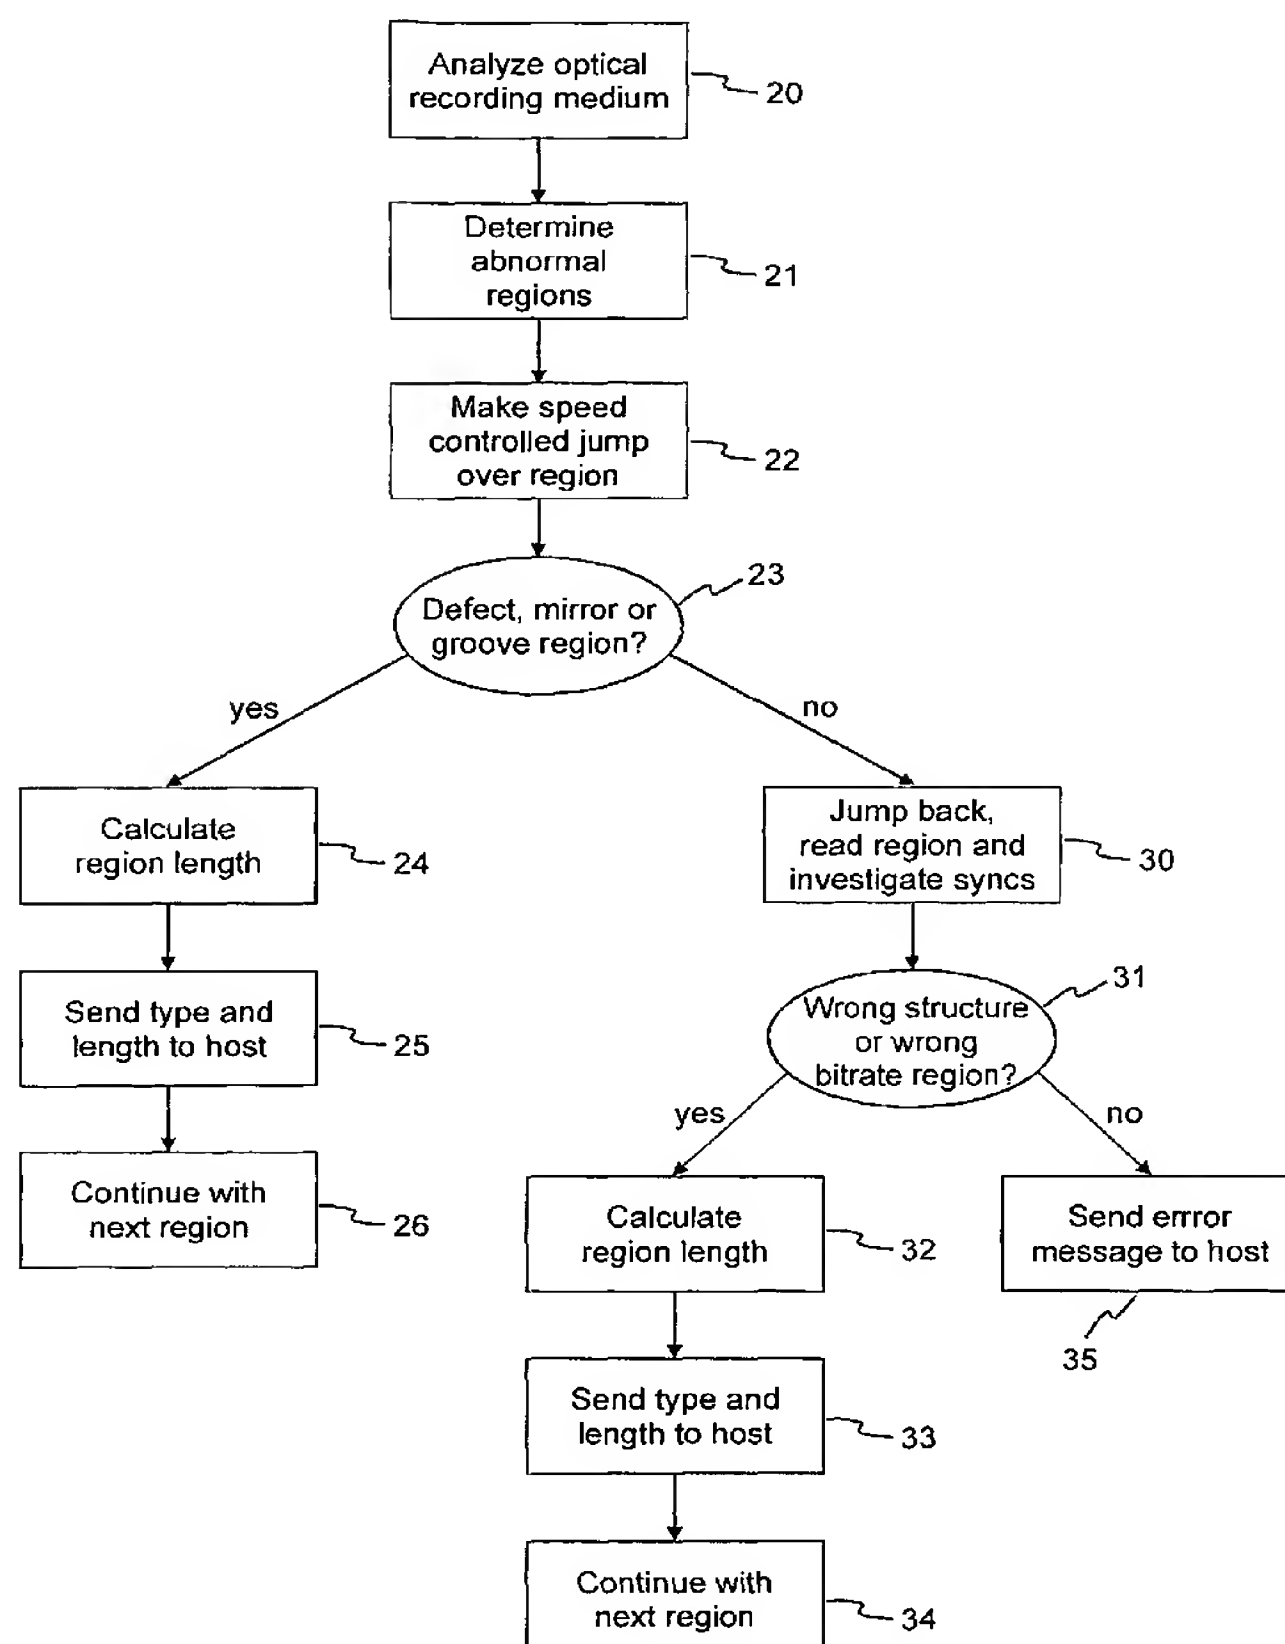 Analyze optical
recording medium
20
Determine
abnormal
regions
21
Make speed
controlled jump
over region
22
Defect, mirror or
groove region?
23
yes
no
Calculate
region length
24
Jump back,
read region and
investigate syncs
30
Send type and
length to host
25
Wrong structure
or wrong
bitrate region?
31
yes
no
Continue with
next region
26
Calculate
region length
32
Send errror
message to host
35
Send type and
length to host
33
Continue with
next region
34